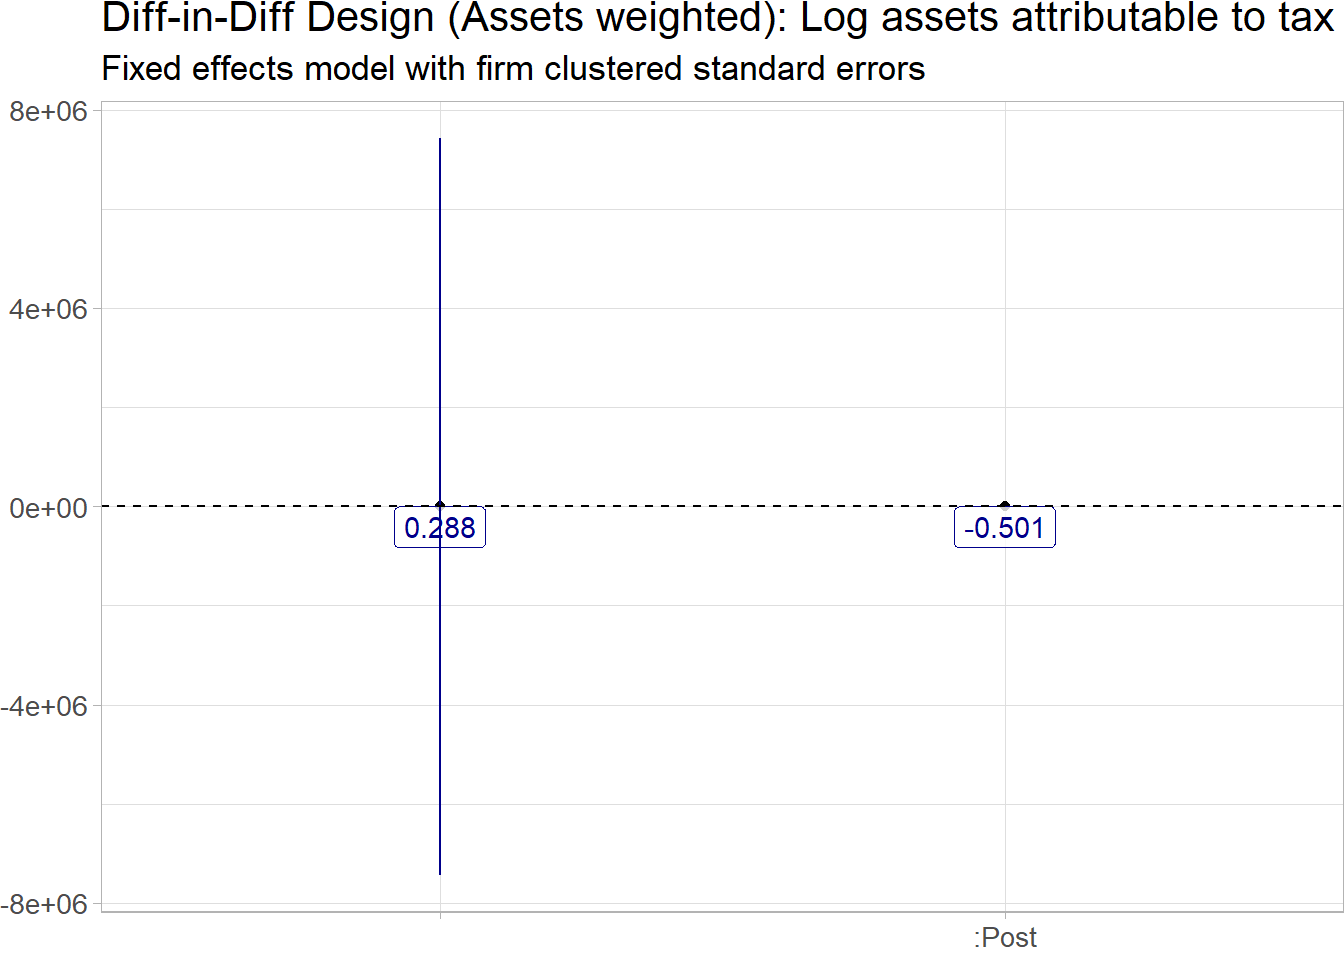 Diff-in-Diff Design (Assets weighted): Log assets attributable to tax
Fixed effects model with firm clustered standard errors
8e+06
4e+06
0e+00
-4e+06
-8e+06
0.288
-0.501
:Post